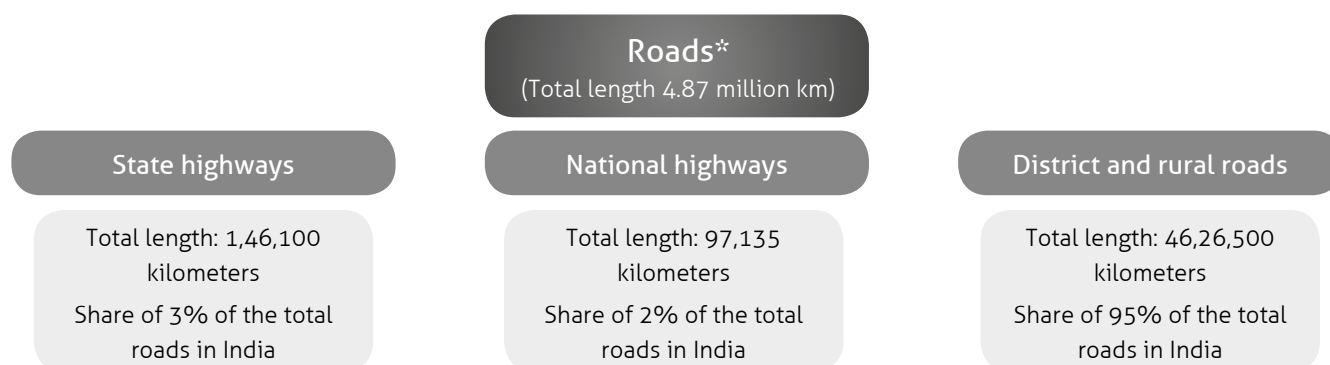 Roads*
(Total length 4.87 million km)
State highways
Total length: 1,46,100
kilometers
Share of 3% of the total
roads in India
National highways
Total length: 97,135
kilometers
Share of 2% of the total
roads in India
District and rural roads
Total length: 46,26,500
kilometers
Share of 95% of the total
roads in India